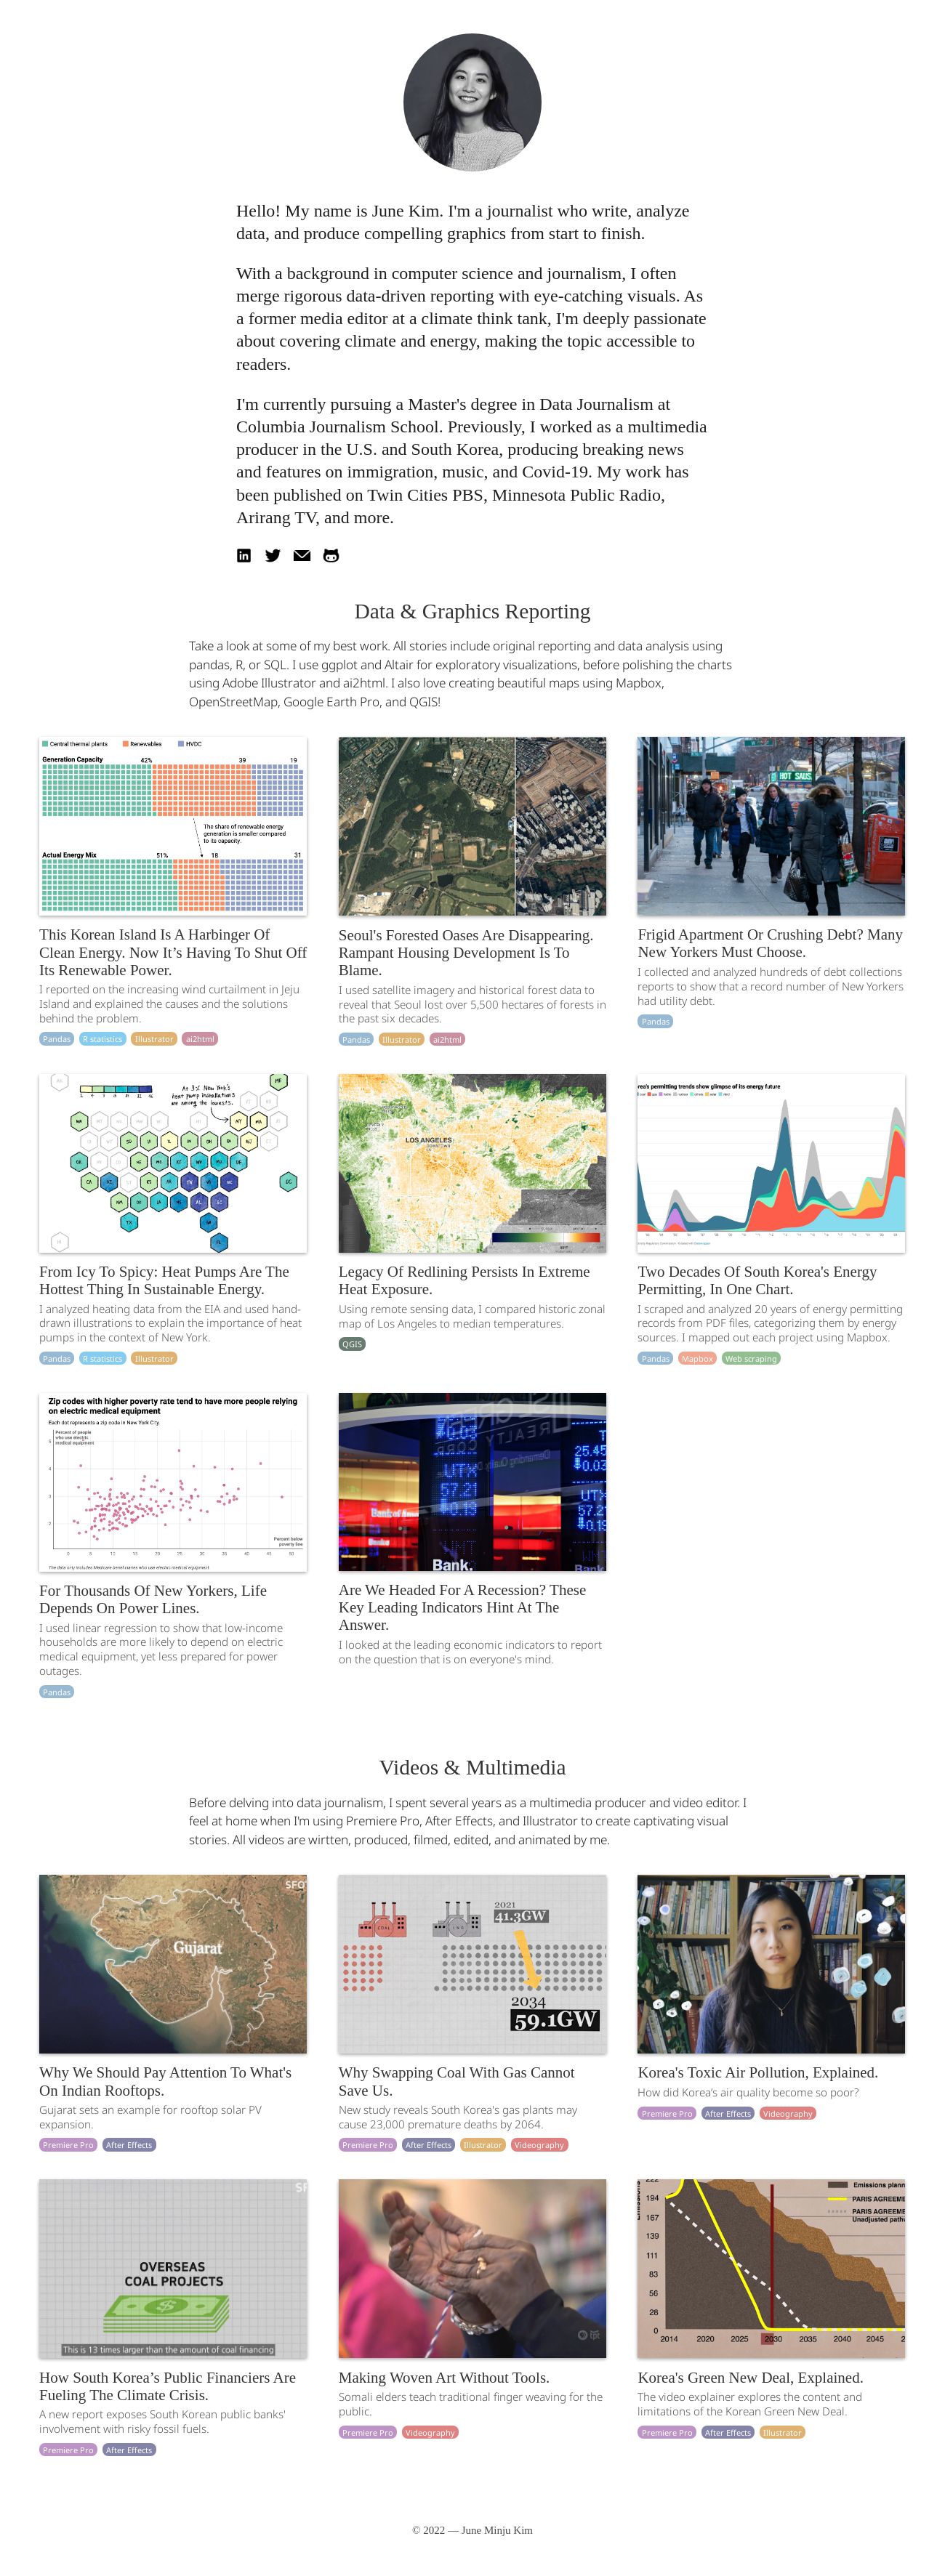 Hello! My name is June Kim. I'm a journalist who write, analyze
data, and produce compelling graphics from start to finish.
With a background in computer science and journalism, I often
merge rigorous data-driven reporting with eye-catching visuals. As
a former media editor at a climate think tank, I'm deeply passionate
about covering climate and energy, making the topic accessible to
readers.
I'm currently pursuing a Master's degree in Data Journalism at
Columbia Journalism School. Previously, I worked as a multimedia
producer in the U.S. and South Korea, producing breaking news
and features on immigration, music, and Covid-19. My work has
been published on Twin Cities PBS, Minnesota Public Radio,
Arirang TV, and more.
Data & Graphics Reporting
Take a look at some of my best work. All stories include original reporting and data analysis using
pandas, R, or SQL. I use ggplot and Altair for exploratory visualizations, before polishing the charts
using Adobe Illustrator and ai2html. I also love creating beautiful maps using Mapbox,
OpenStreetMap, Google Earth Pro, and QGIS!
Central thermal plants Renewables HVDC
Generation Capacity 42% 39 19
The share of renewable energy
generation is smaller compared
to its capacity.
Actual Energy Mix 51% 18 31
This Korean Island Is A Harbinger Of
Clean Energy. Now It’s Having To Shut Off
Its Renewable Power.
I reported on the increasing wind curtailment in Jeju
Island and explained the causes and the solutions
behind the problem.
Pandas R statistics Illustrator ai2html
Seoul's Forested Oases Are Disappearing.
Rampant Housing Development Is To
Blame.
I used satellite imagery and historical forest data to
reveal that Seoul lost over 5,500 hectares of forests in
the past six decades.
Pandas Illustrator ai2html
HOT SAUS
Frigid Apartment Or Crushing Debt? Many
New Yorkers Must Choose.
I collected and analyzed hundreds of debt collections
reports to show that a record number of New Yorkers
had utility debt.
Pandas
At 3% New York's
heat pump installations
are among the lowests.
From Icy To Spicy: Heat Pumps Are The
Hottest Thing In Sustainable Energy.
I analyzed heating data from the EIA and used hand-
drawn illustrations to explain the importance of heat
pumps in the context of New York.
Pandas R statistics Illustrator
LOS ANGELES
Legacy Of Redlining Persists In Extreme
Heat Exposure.
Using remote sensing data, I compared historic zonal
map of Los Angeles to median temperatures.
QGIS
rea's permitting trends show glimpse of its energy future
Two Decades Of South Korea's Energy
Permitting, In One Chart.
I scraped and analyzed 20 years of energy permitting
records from PDF files, categorizing them by energy
sources. I mapped out each project using Mapbox.
Pandas Mapbox Web scraping
Zip codes with higher poverty rate tend to have more people relying
on electric medical equipment
Each dot represents a zip code in New York City
Percent of people
who use electric
medical equipment
Percent below
poverty line
The data only includes Medicare beneficiaries who use electric medical equipment
For Thousands Of New Yorkers, Life
Depends On Power Lines.
I used linear regression to show that low-income
households are more likely to depend on electric
medical equipment, yet less prepared for power
outages.
Pandas
UTX
57.21
0.19
25.45
0.03
UTX
57.21
0.19
Bank.
Are We Headed For A Recession? These
Key Leading Indicators Hint At The
Answer.
I looked at the leading economic indicators to report
on the question that is on everyone's mind.
Videos & Multimedia
Before delving into data journalism, I spent several years as a multimedia producer and video editor. I
feel at home when I'm using Premiere Pro, After Effects, and Illustrator to create captivating visual
stories. All videos are wirtten, produced, filmed, edited, and animated by me.
SFO
Gujarat
Why We Should Pay Attention To What's
On Indian Rooftops.
Gujarat sets an example for rooftop solar PV
expansion.
Premiere Pro After Effects
COAL
2021
41.3GW
2034
59.1GW
Why Swapping Coal With Gas Cannot
Save Us.
New study reveals South Korea's gas plants may
cause 23,000 premature deaths by 2064.
Premiere Pro After Effects Illustrator Videography
Korea's Toxic Air Pollution, Explained.
How did Korea’s air quality become so poor?
Premiere Pro After Effects Videography
SF
OVERSEAS
COAL PROJECTS
This is 13 times larger than the amount of coal financing
How South Korea’s Public Financiers Are
Fueling The Climate Crisis.
A new report exposes South Korean public banks'
involvement with risky fossil fuels.
Premiere Pro After Effects
Making Woven Art Without Tools.
Somali elders teach traditional finger weaving for the
public.
Premiere Pro Videography
222
194
167
139
111
83
56
28
0
2014 2020 2025 2030 2035 2040 2045 2
Emissions plann
PARIS AGREEME
PARIS AGREEME
Unadjusted path
Korea's Green New Deal, Explained.
The video explainer explores the content and
limitations of the Korean Green New Deal.
Premiere Pro After Effects Illustrator
© 2022 — June Minju Kim